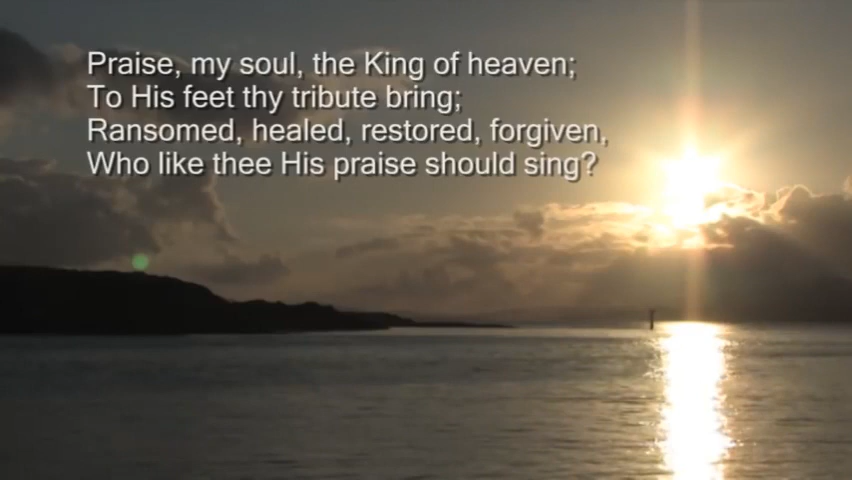 Praise, my soul, the King of heaven;
To His feet thy tribute bring;
Ransomed, healed, restored, forgiven,
Who like thee His praise should sing?